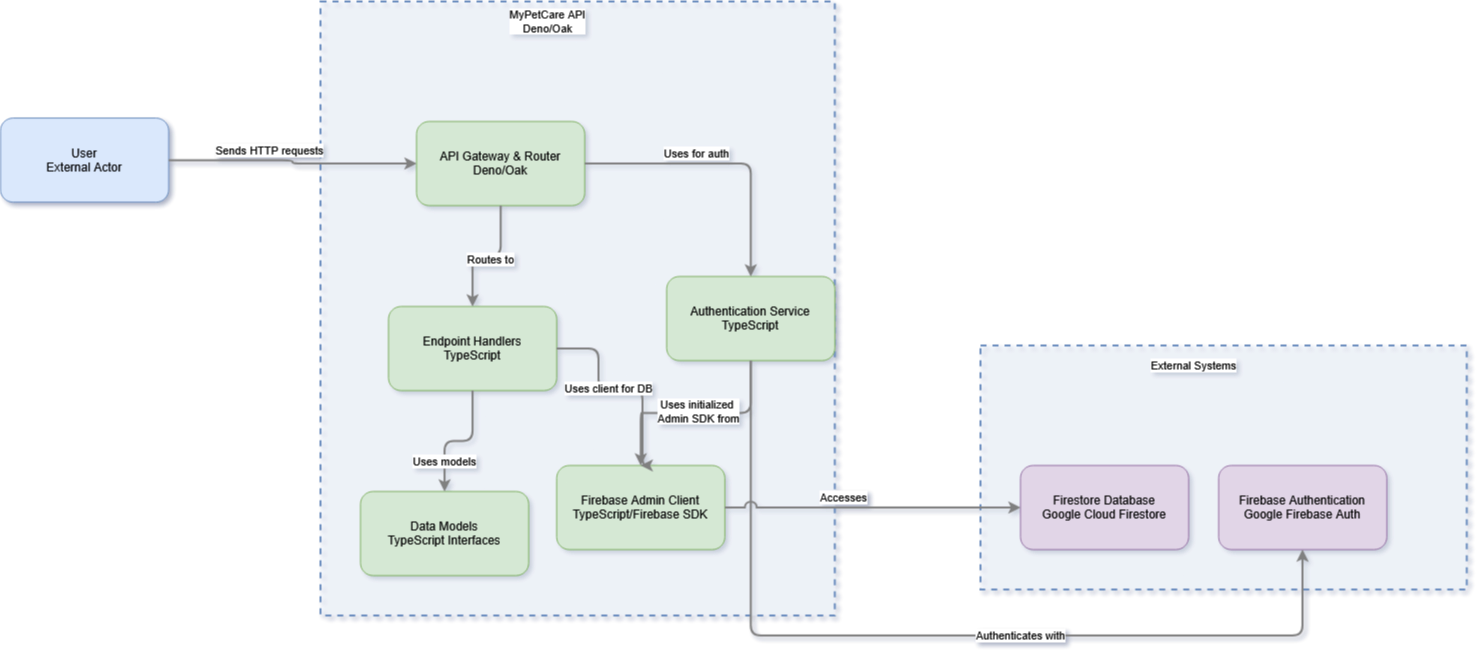 MyPetCare API
Deno/Oak
User
External Actor
Sends HTTP requests
API Gateway & Router
Deno/Oak
Uses for auth
Routes to
Authentication Service
TypeScript
Endpoint Handlers
TypeScript
Uses client for DB
Uses initialized
Admin SDK from
External Systems
Uses models
Data Models
TypeScript Interfaces
Firebase Admin Client
TypeScript/Firebase SDK
Accesses
Firestore Database
Google Cloud Firestore
Firebase Authentication
Google Firebase Auth
Authenticates with